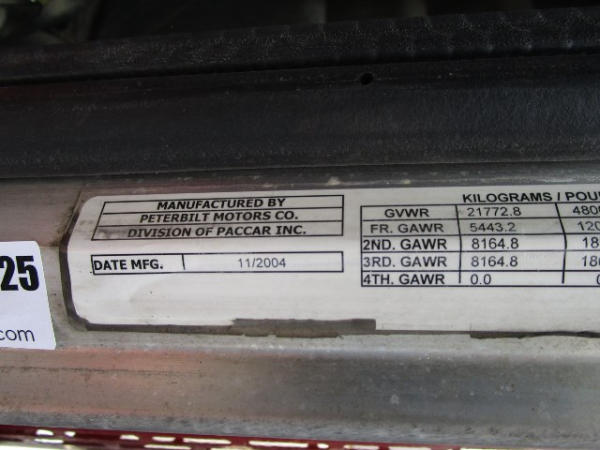 MANUFACTURED BY
PETERBILT MOTORS CO.
DIVISION OF PACCAR INC.
DATE MFG. 11/2004
KILOGRAMS /
GVWR 21772.8
FR. GAWR 5443.2
2ND. GAWR 8164.8
3RD. GAWR 8164.8
4TH. GAWR 0.0
25
.com